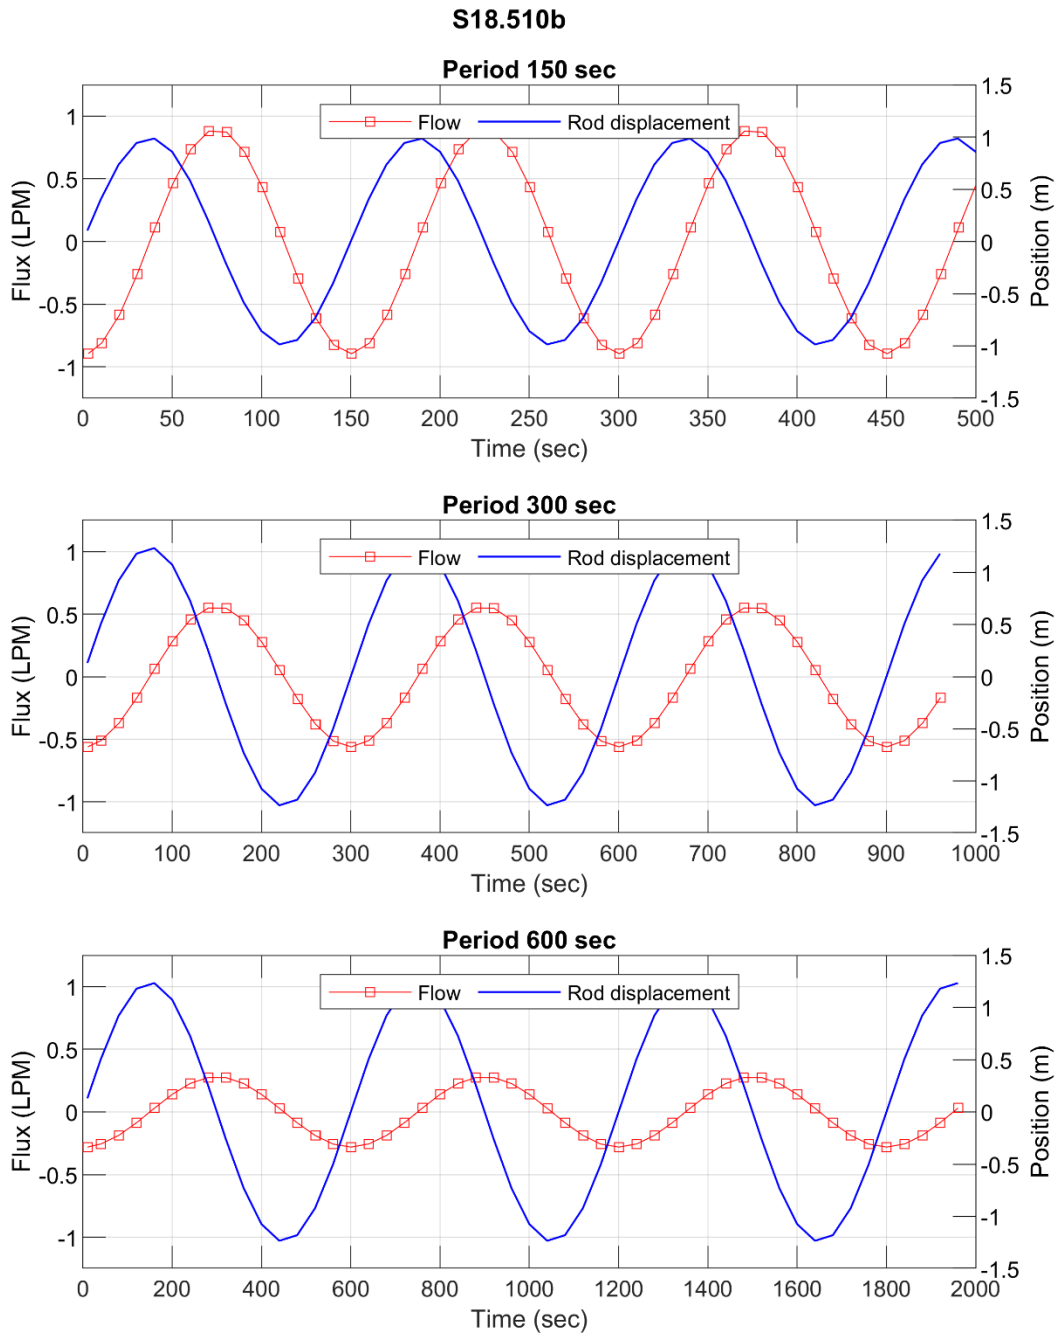 S18.510b
Period 150 sec
Flow
Rod displacement
Flux (LPM)
1
0.5
0
-0.5
-1
Position (m)
1.5
1
0.5
0
-0.5
-1
-1.5
0 50 100 150 200 250 300 350 400 450 500
Time (sec)
Period 300 sec
Flow
Rod displacement
Flux (LPM)
1
0.5
0
-0.5
-1
Position (m)
1.5
1
0.5
0
-0.5
-1
-1.5
0 100 200 300 400 500 600 700 800 900 1000
Time (sec)
Period 600 sec
Flow
Rod displacement
Flux (LPM)
1
0.5
0
-0.5
-1
Position (m)
1.5
1
0.5
0
-0.5
-1
-1.5
0 200 400 600 800 1000 1200 1400 1600 1800 2000
Time (sec)